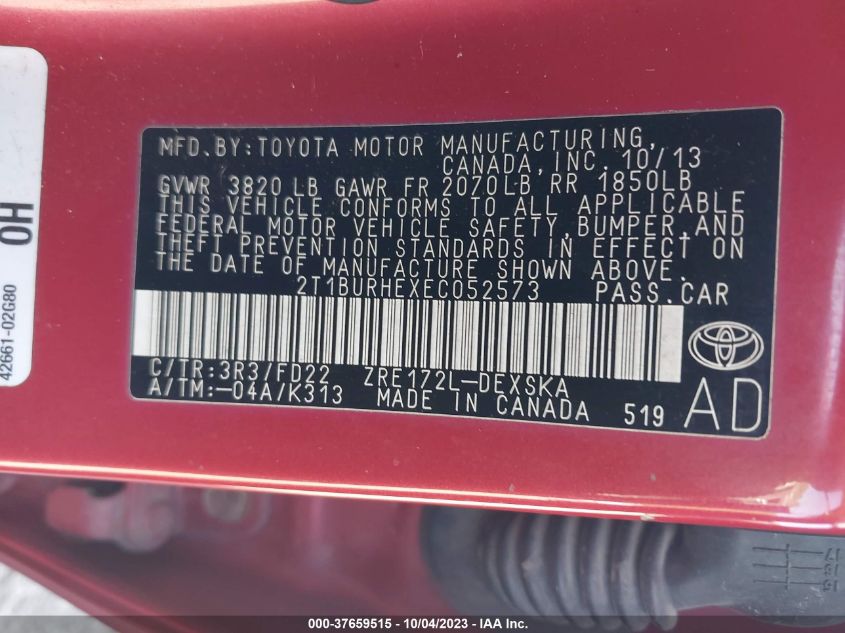 MFD.BY:TOYOTA MOTOR MANUFACTURING,
CANADA,INC. 10/13
GVWR 3820 LB GAWR FR 2070LB RR 1850LB
THIS VEHICLE CONFORMS TO ALL APPLICABLE
FEDERAL MOTOR VEHICLE SAFETY,BUMPER,AND
THEFT PREVENTION STANDARDS IN EFFECT ON
THE DATE OF MANUFACTURE SHOWN ABOVE.
2T1BURHEXEC052573 PASS.CAR
C/TR:3R3/FD22 ZRE172L-DEXSKA
A/TM:-04A/K313 MADE IN CANADA 519 AD
OH
42661-02G80
000-37659515 - 10/04/2023 - IAA Inc.